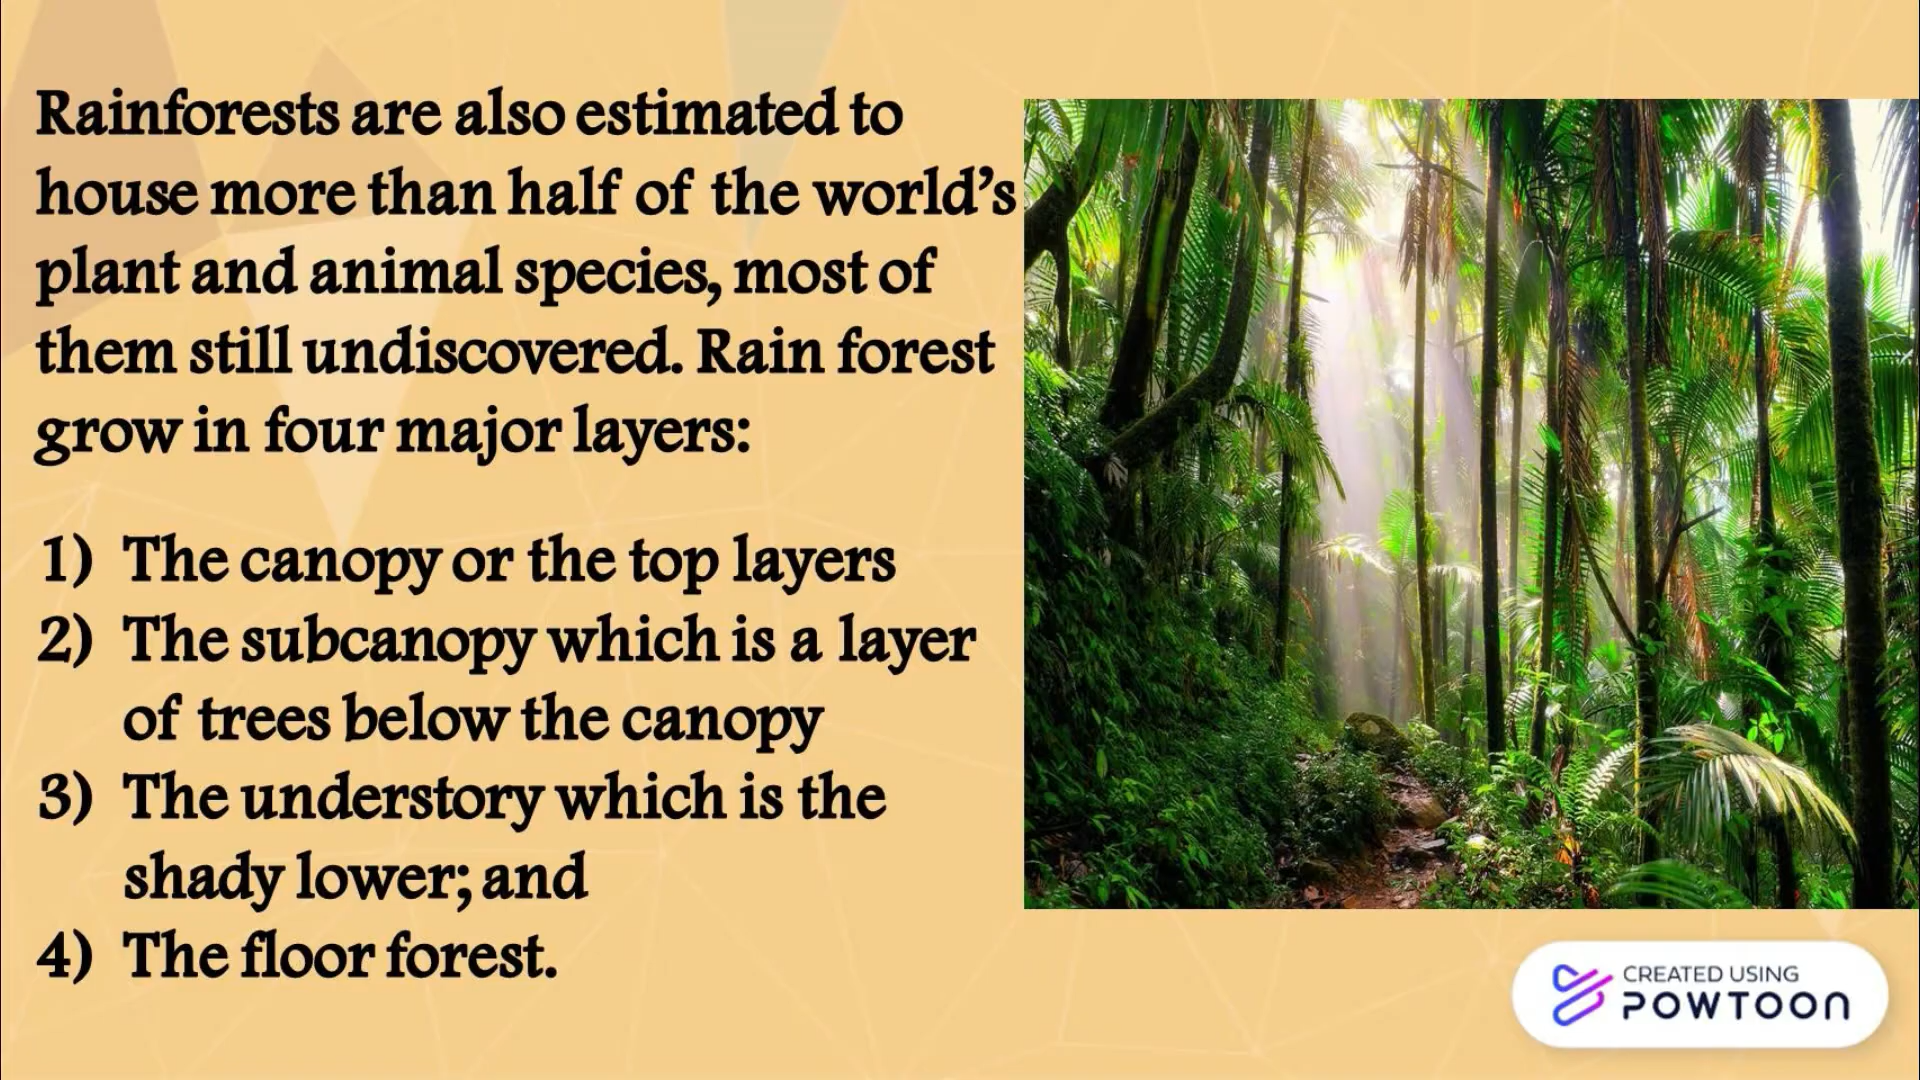 Rainforests are also estimated to
house more than half of the world’s
plant and animal species, most of
them still undiscovered. Rain forest
grow in four major layers:
1) The canopy or the top layers
2) The subcanopy which is a layer
of trees below the canopy
3) The understory which is the
shady lower; and
4) The floor forest.
CREATED USING
POWTOON